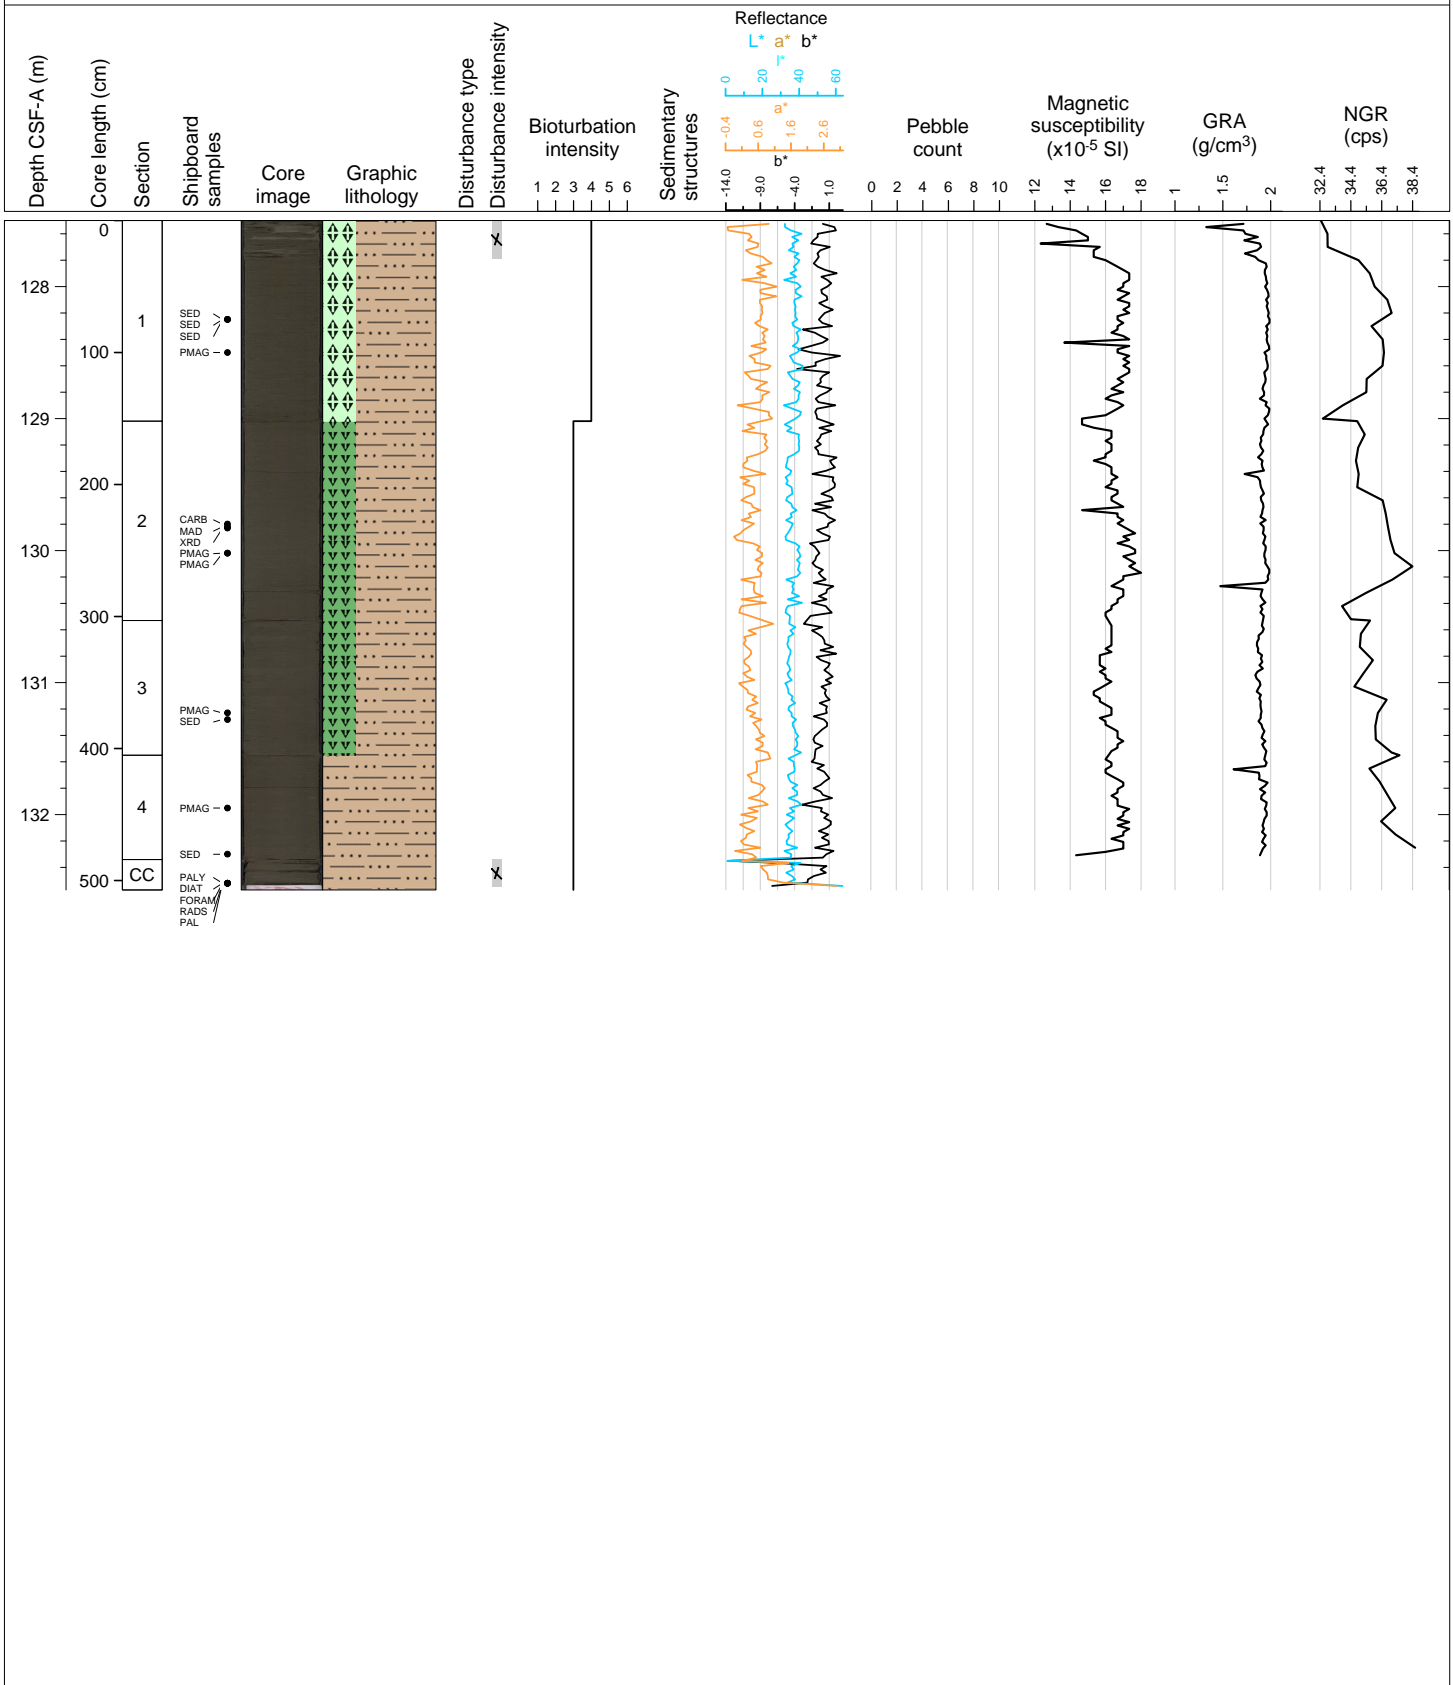 Depth CSF-A (m)
Core length (cm)
Section
Shipboard samples
Core image
Graphic lithology
Disturbance type
Disturbance intensity
Bioturbation intensity
1 2 3 4 5 6
Sedimentary structures
Reflectance
L* a* b*
l*
0 20 40 60
a*
-0.4 0.6 1.6 2.6
b*
-14.0 -9.0 -4.0 1.0
Pebble count
0 2 4 6 8 10
Magnetic susceptibility (x10-5 SI)
12 14 16 18
GRA (g/cm3)
1 1.5 2
NGR (cps)
32.4 34.4 36.4 38.4
128
129
130
131
132
0
100
200
300
400
500
1
2
3
4
CC
SED
SED
SED
PMAG
CARB
MAD
XRD
PMAG
PMAG
PMAG
SED
PMAG
SED
PALY
DIAT
FORAM
RADS
PAL